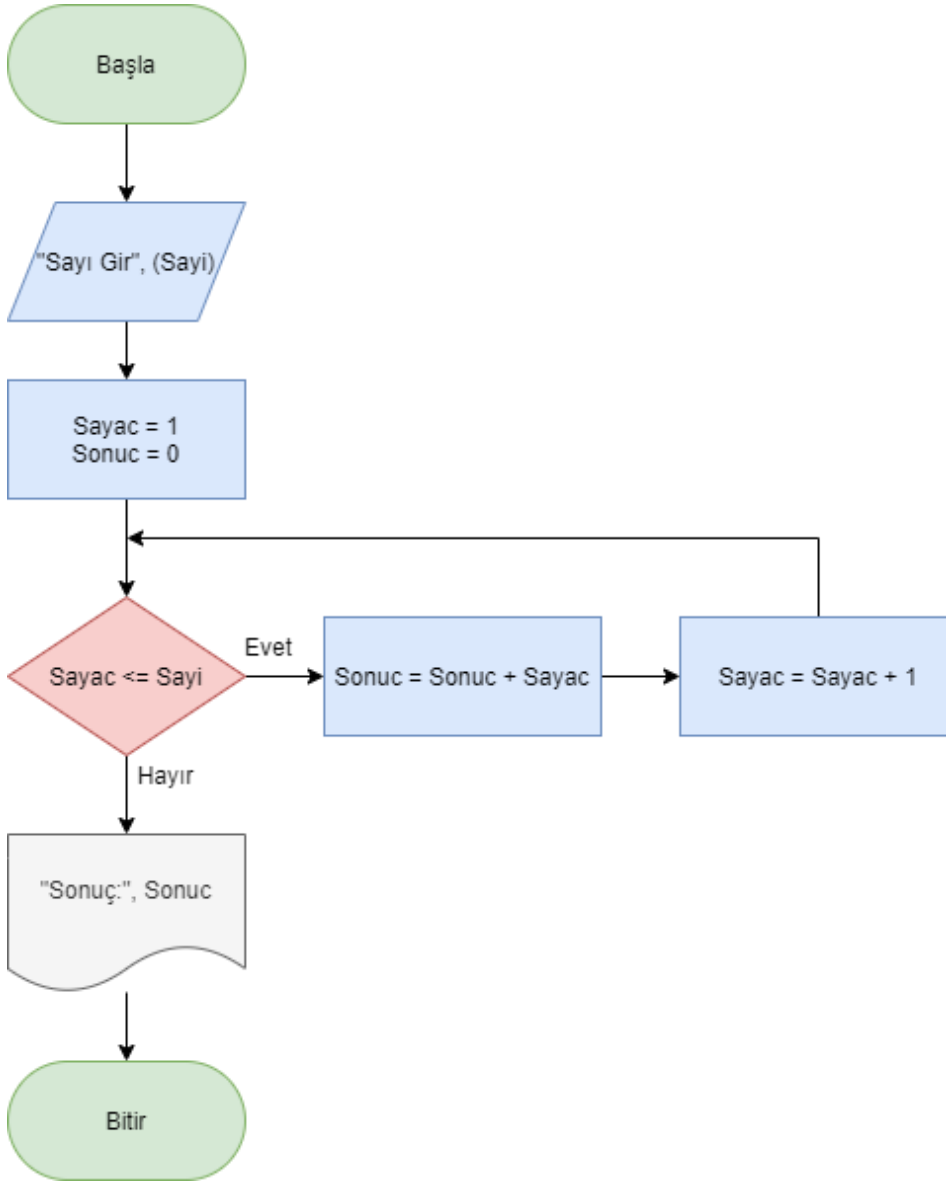 Başla
"Sayı Gir", (Sayi)
Sayac = 1
Sonuc = 0
Sayac <= Sayi
Evet
Sonuc = Sonuc + Sayac
Sayac = Sayac + 1
Hayır
"Sonuç:", Sonuc
Bitir